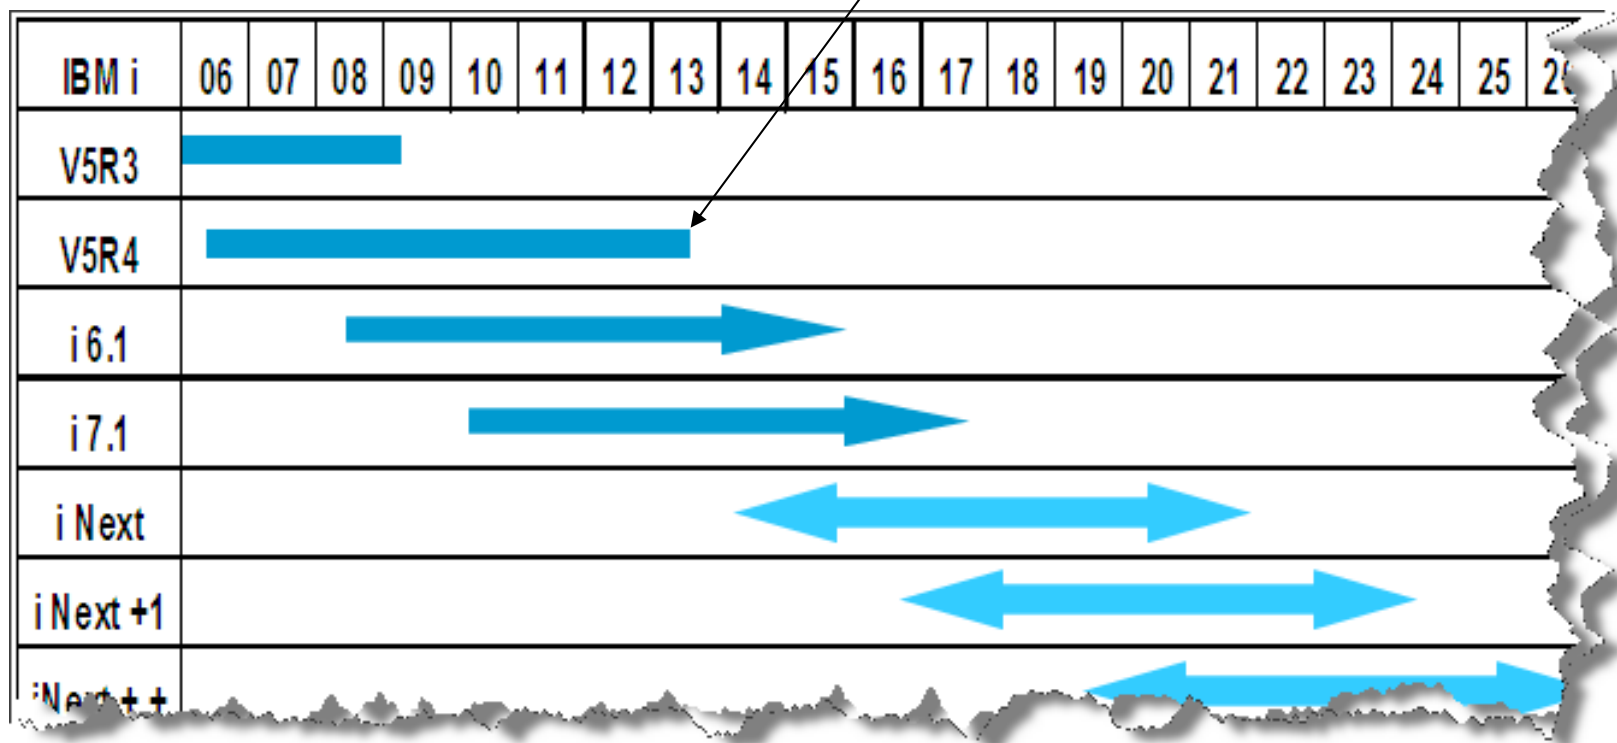 IBM i 06 07 08 09 10 11 12 13 14 15 16 17 18 19 20 21 22 23 24 25
V5R3
V5R4
i 6.1
i 7.1
i Next
i Next +1
i Next + +